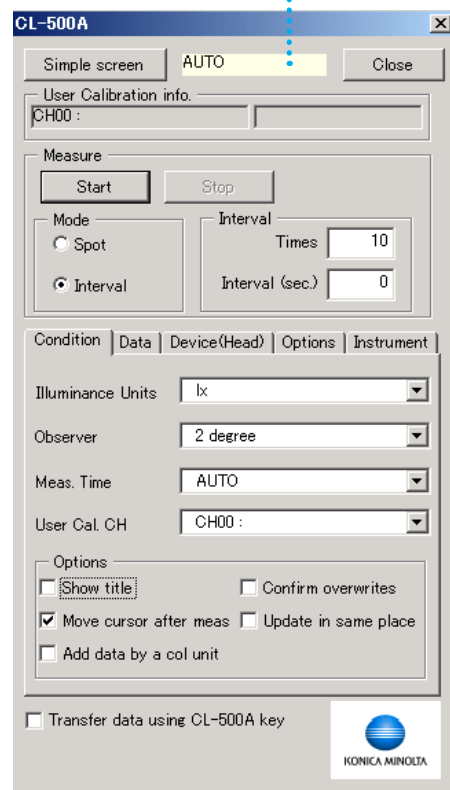 CL-500A
Simple screen AUTO Close
User Calibration info.
CH00 :
Measure
Start Stop
Mode Interval
Spot Times 10
Interval Interval (sec.) 0
Condition Data Device(Head) Options Instrument
Illuminance Units lx
Observer 2 degree
Meas. Time AUTO
User Cal. CH CH00 :
Options
Show title Confirm overwrites
Move cursor after meas Update in same place
Add data by a col unit
Transfer data using CL-500A key
KONICA MINOLTA